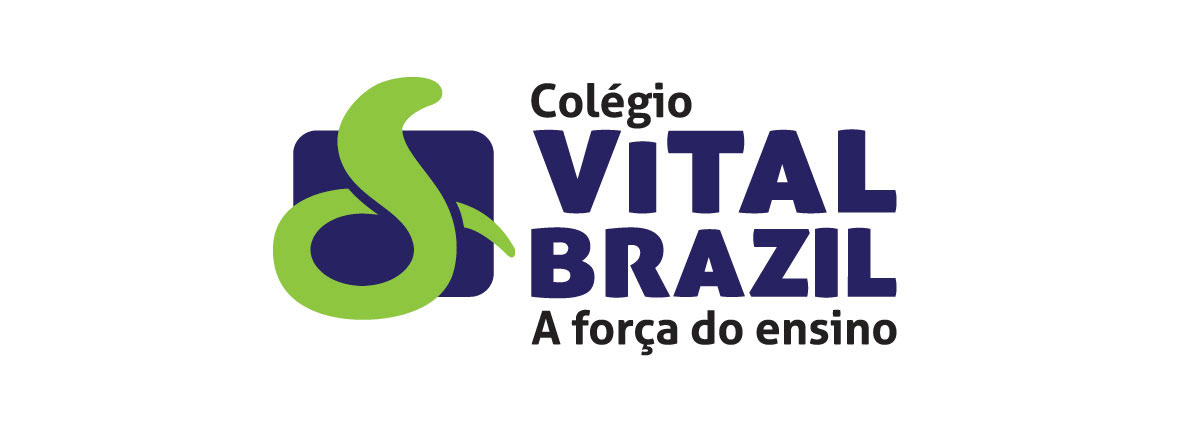 Colégio
ViTAL
BRAZIL
A força do ensino